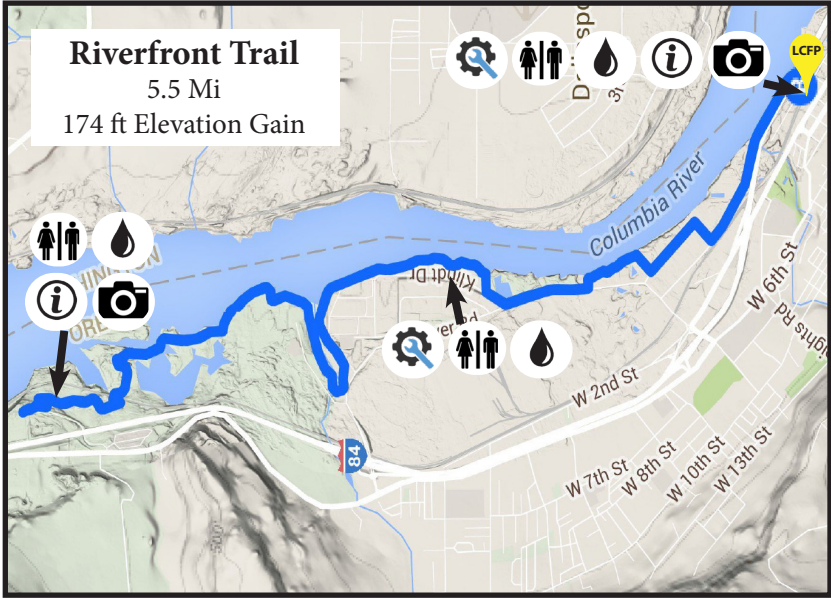 Riverfront Trail
5.5 Mi
174 ft Elevation Gain
LCFP
Columbia River
Klindt Dr
W 6th St
W 2nd St
W 7th St
W 8th St
W 10th St
W 13th St
84
500